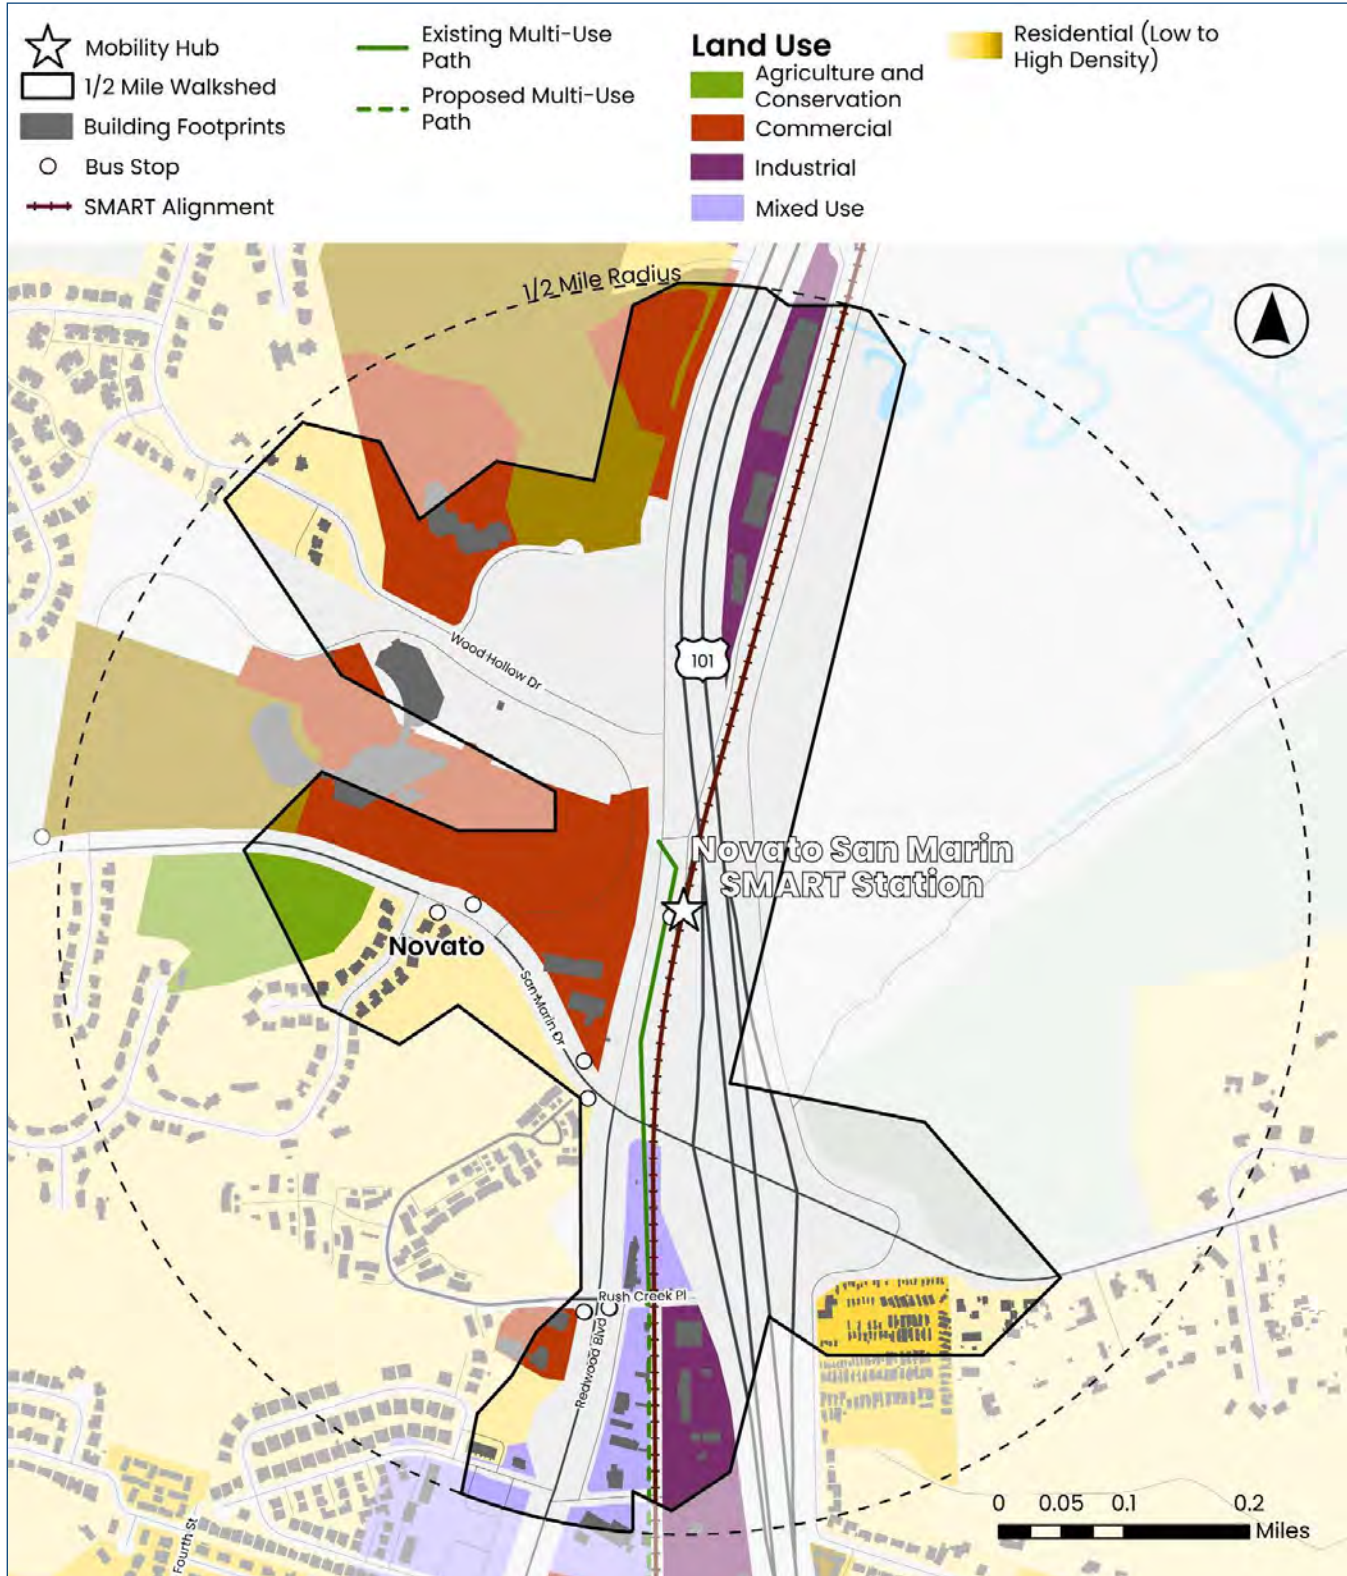 Mobility Hub
1/2 Mile Walkshed
Building Footprints
Bus Stop
SMART Alignment
Existing Multi-Use
Path
Proposed Multi-Use
Path
Land Use
Agriculture and
Conservation
Commercial
Industrial
Mixed Use
Residential (Low to
High Density)
1/2 Mile Radius
Wood Hollow Dr
101
Novato San Marin
SMART Station
Novato
San Marin Dr
Rush Creek Pl
Redwood Blvd
Fourth St
0 0.05 0.1 0.2
Miles